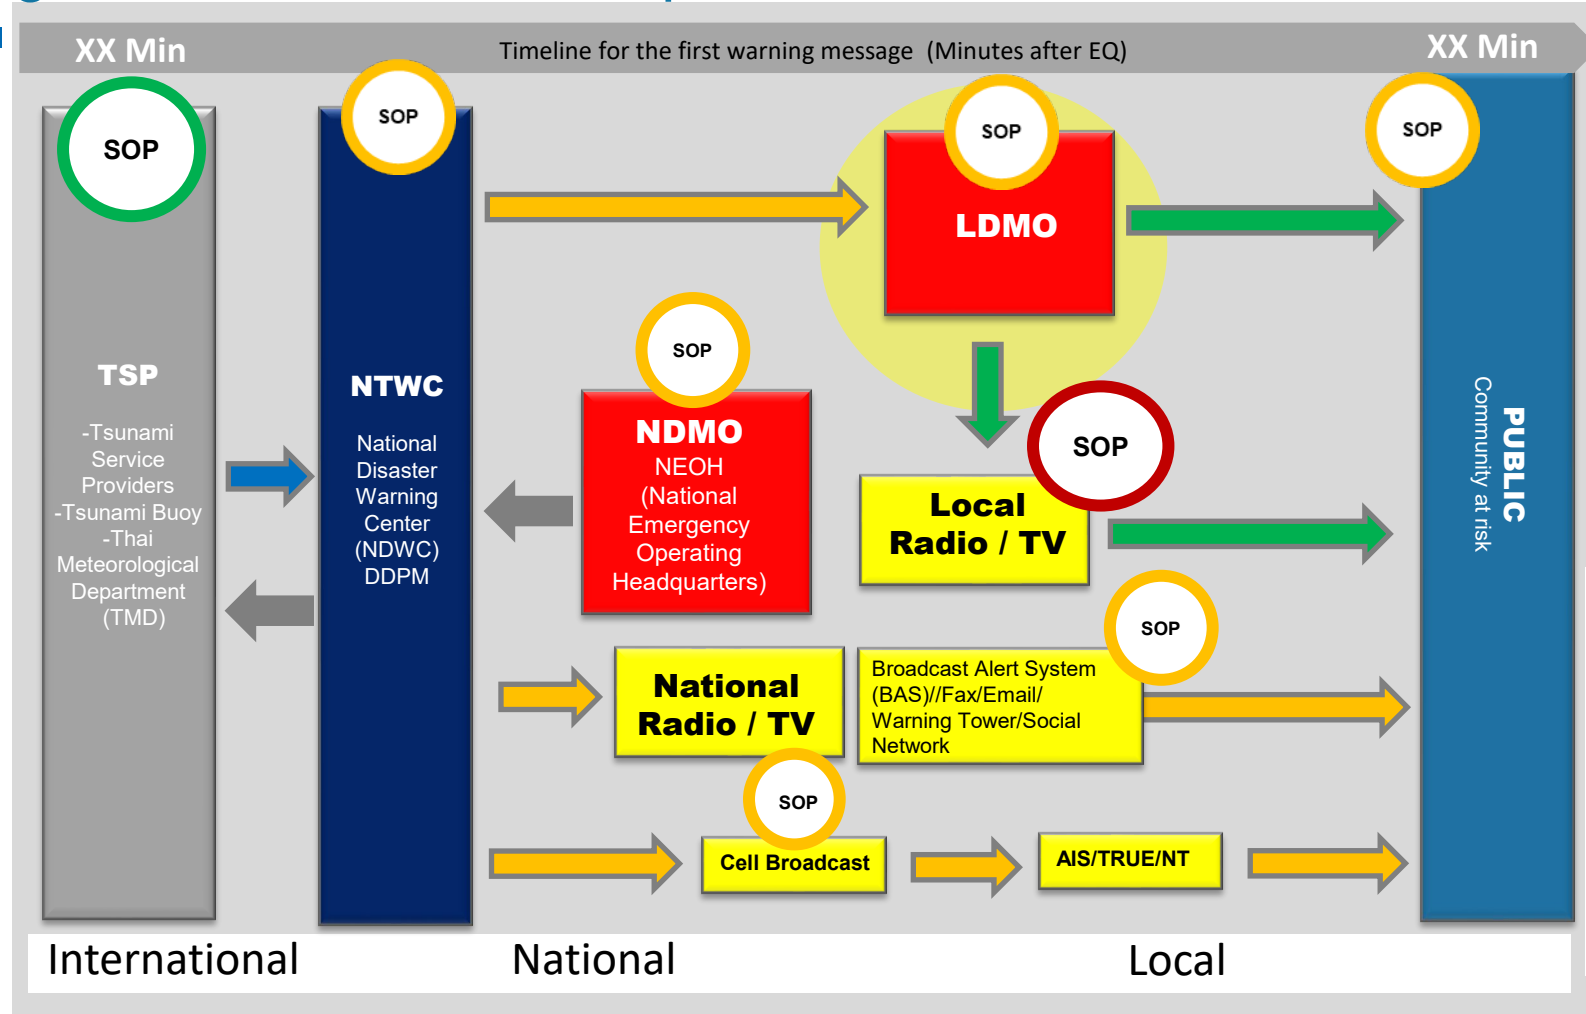 XX Min
Timeline for the first warning message (Minutes after EQ)
XX Min
SOP
TSP
-Tsunami
Service
Providers
-Tsunami Buoy
-Thai
Meteorological
Department
(TMD)
SOP
NTWC
National
Disaster
Warning
Center
(NDWC)
DDPM
SOP
LDMO
SOP
NDMO
NEOH
(National
Emergency
Operating
Headquarters)
SOP
Local
Radio / TV
National
Radio / TV
SOP
Broadcast Alert System
(BAS)//Fax/Email/
Warning Tower/Social
Network
SOP
Cell Broadcast
AIS/TRUE/NT
SOP
PUBLIC
Community at risk
International
National
Local